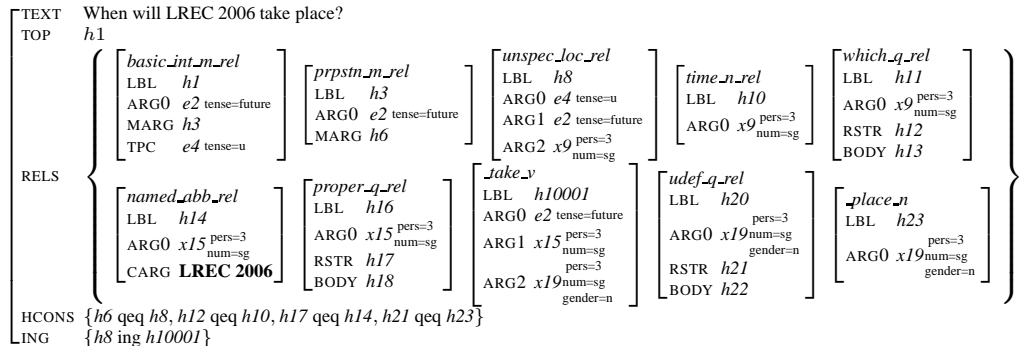 TEXT When will LREC 2006 take place?
TOP h1
RELS
basic_int_m_rel
LBL h1
ARG0 e2 tense=future
MARG h3
TPC e4 tense=u
prpstn_m_rel
LBL h3
ARG0 e2 tense=future
MARG h6
unspec_loc_rel
LBL h8
ARG0 e4 tense=u
ARG1 e2 tense=future
ARG2 x9 pers=3 num=sg
time_n_rel
LBL h10
ARG0 x9 pers=3 num=sg
which_q_rel
LBL h11
ARG0 x9 pers=3 num=sg
RSTR h12
BODY h13
named_abb_rel
LBL h14
ARG0 x15 pers=3 num=sg
CARG LREC 2006
proper_q_rel
LBL h16
ARG0 x15 pers=3 num=sg
RSTR h17
BODY h18
_take_v
LBL h10001
ARG0 e2 tense=future
ARG1 x15 pers=3 num=sg
ARG2 x19 pers=3 num=sg gender=n
udef_q_rel
LBL h20
ARG0 x19 pers=3 num=sg gender=n
RSTR h21
BODY h22
_place_n
LBL h23
ARG0 x19 pers=3 num=sg gender=n
HCONS {h6 qeq h8, h12 qeq h10, h17 qeq h14, h21 qeq h23}
ING {h8 ing h10001}